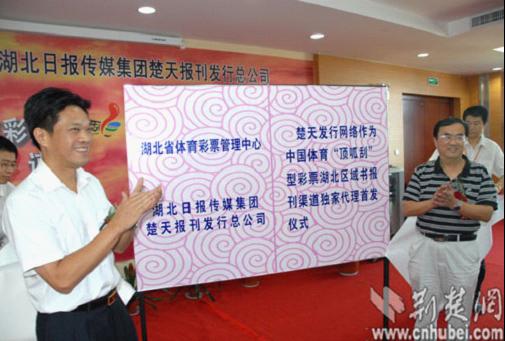 湖北日报传媒集团楚天报刊发行总公司
彩
湖北省体育彩票管理中心
湖北日报传媒集团
楚天报刊发行总公司
楚天发行网络作为
中国体育“顶呱刮”
型彩票湖北区域书报
刊渠道独家代理首发
仪式
荆楚网
www.cnhubei.com